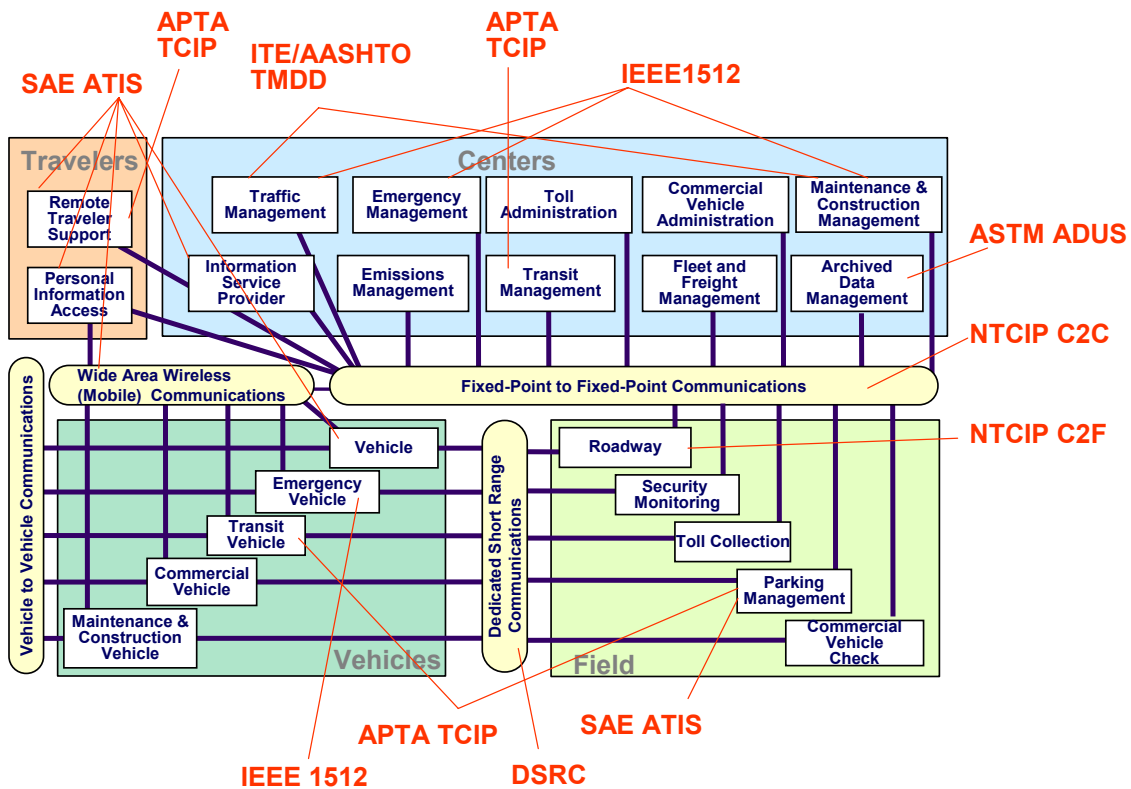 APTA
TCIP
ITE/AASHTO
TMDD
APTA
TCIP
IEEE1512
SAE ATIS
Travelers
Centers
Remote
Traveler
Support
Traffic
Management
Emergency
Management
Toll
Administration
Commercial
Vehicle
Administration
Maintenance &
Construction
Management
ASTM ADUS
Personal
Information
Access
Information
Service
Provider
Emissions
Management
Transit
Management
Fleet and
Freight
Management
Archived
Data
Management
NTCIP C2C
Wide Area Wireless
(Mobile) Communications
Fixed-Point to Fixed-Point Communications
Vehicle to Vehicle Communications
Vehicle
Emergency
Vehicle
Transit
Vehicle
Commercial
Vehicle
Maintenance &
Construction
Vehicle
Vehicles
Dedicated Short Range
Communications
Roadway
NTCIP C2F
Security
Monitoring
Toll Collection
Parking
Management
Commercial
Vehicle
Check
Field
APTA TCIP
SAE ATIS
IEEE 1512
DSRC